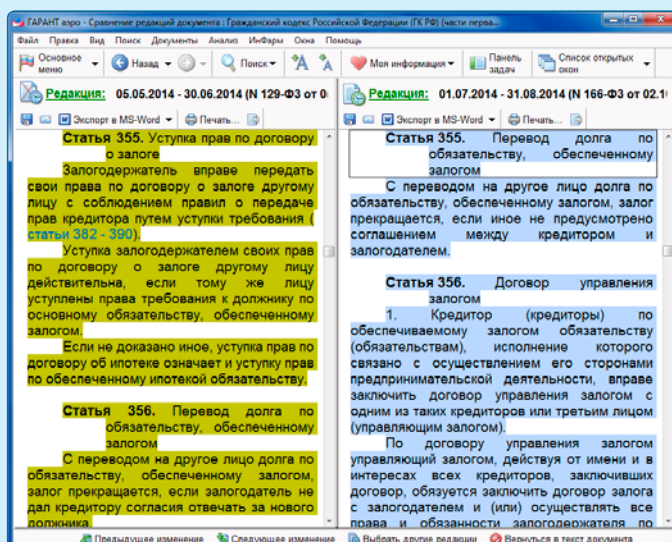 ГАРАНТ аэро - Сравнение редакций документа : Гражданский кодекс Российской Федерации (ГК РФ) (части перва...
Файл Правка Вид Поиск Документы Анализ ИнФарм Окна Помощь
Основное меню Назад Поиск Моя информация Панель задач Список открытых окон
Редакция: 05.05.2014 - 30.06.2014 (N 129-ФЗ от 0
Экспорт в MS-Word Печать...
Статья 355. Уступка прав по договору
о залоге
Залогодержатель вправе передать
свои права по договору о залоге другому
лицу с соблюдением правил о передаче
прав кредитора путем уступки требования (
статьи 382 - 390).
Уступка залогодержателем своих прав
по договору о залоге другому лицу
действительна, если тому же лицу
уступлены права требования к должнику по
основному обязательству, обеспеченному
залогом.
Если не доказано иное, уступка прав по
договору об ипотеке означает и уступку прав
по обеспеченному ипотекой обязательству.
Статья 356. Перевод долга по
обязательству, обеспеченному
залогом
С переводом на другое лицо долга по
обязательству, обеспеченному залогом,
залог прекращается, если залогодатель не
дал кредитору согласия отвечать за нового
должника.
Редакция: 01.07.2014 - 31.08.2014 (N 166-ФЗ от 02.1
Экспорт в MS-Word Печать...
Статья 355. Перевод долга по
обязательству, обеспеченному
залогом
С переводом на другое лицо долга по
обязательству, обеспеченному залогом, залог
прекращается, если иное не предусмотрено
соглашением между кредитором и
залогодателем.
Статья 356. Договор управления
залогом
1. Кредитор (кредиторы) по
обеспечиваемому залогом обязательству
(обязательствам), исполнение которого
связано с осуществлением его сторонами
предпринимательской деятельности, вправе
заключить договор управления залогом с
одним из таких кредиторов или третьим лицом
(управляющим залогом).
По договору управления залогом
управляющий залогом, действуя от имени и в
интересах всех кредиторов, заключивших
договор, обязуется заключить договор залога
с залогодателем и (или) осуществлять все
права и обязанности залогодержателя по
Предыдущее изменение Следующее изменение Выбрать другие редакции Вернуться в текст документа